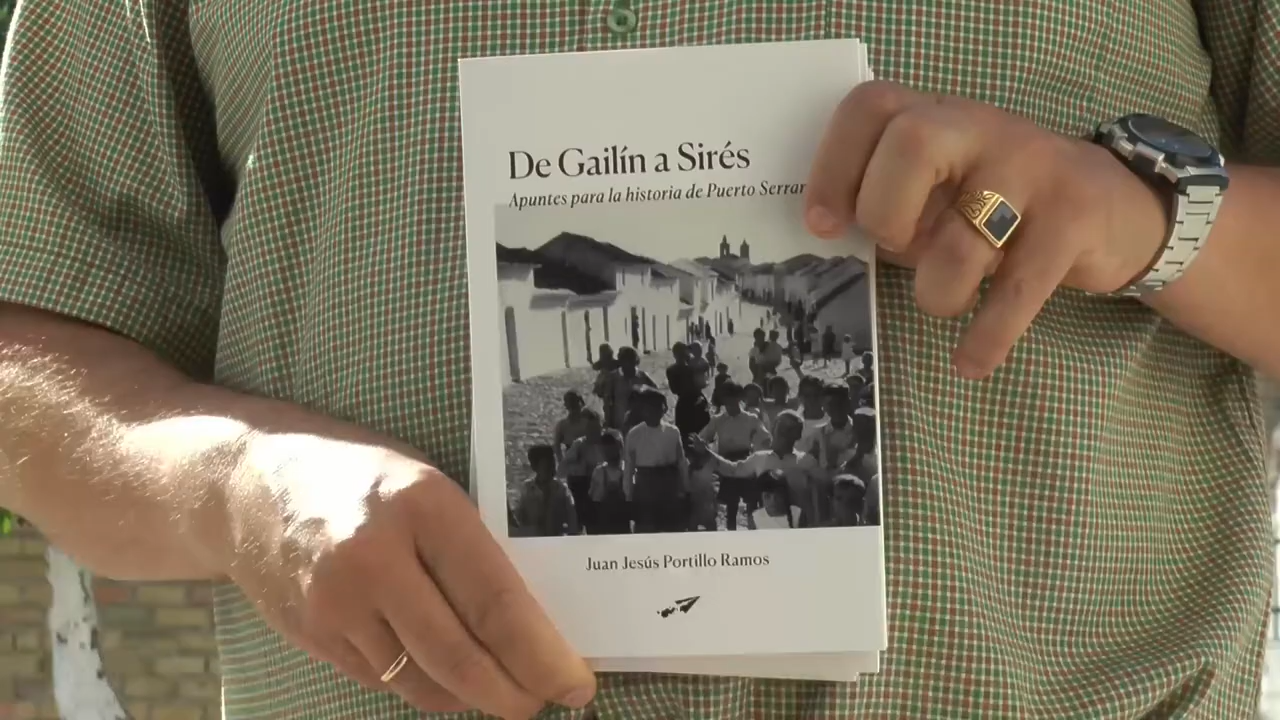 De Gailín a Sirés
Apuntes para la historia de Puerto Serran
Juan Jesús Portillo Ramos